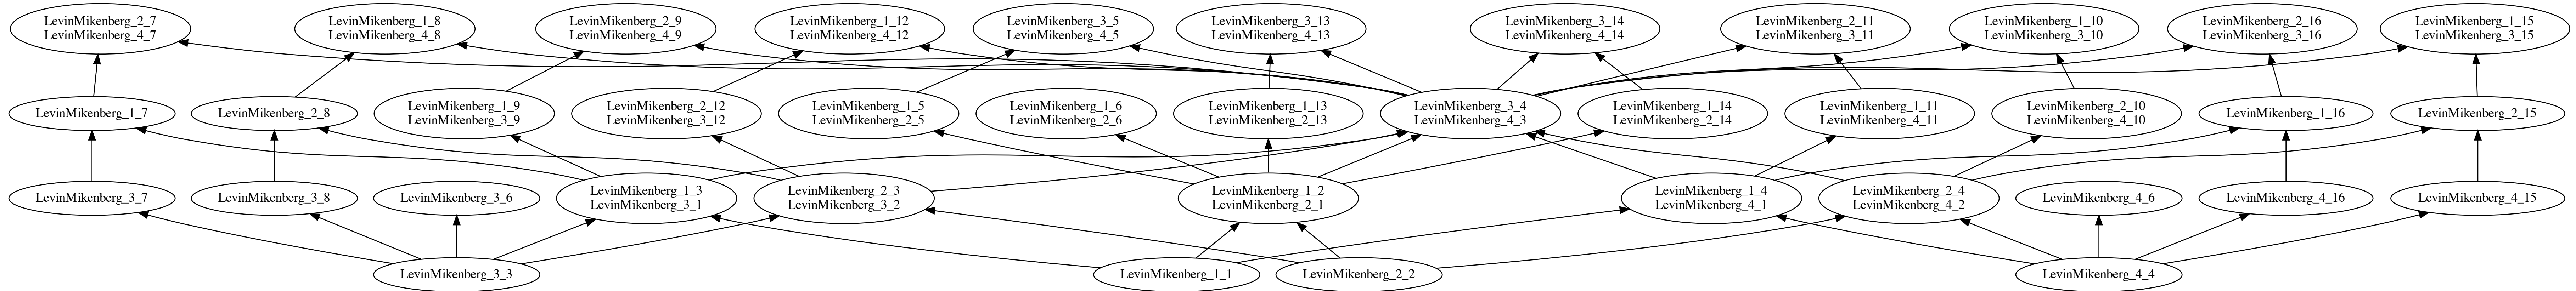 LevinMikenberg_2_7
LevinMikenberg_4_7
LevinMikenberg_1_8
LevinMikenberg_4_8
LevinMikenberg_2_9
LevinMikenberg_4_9
LevinMikenberg_1_12
LevinMikenberg_4_12
LevinMikenberg_3_5
LevinMikenberg_4_5
LevinMikenberg_3_13
LevinMikenberg_4_13
LevinMikenberg_3_14
LevinMikenberg_4_14
LevinMikenberg_2_11
LevinMikenberg_3_11
LevinMikenberg_1_10
LevinMikenberg_3_10
LevinMikenberg_2_16
LevinMikenberg_3_16
LevinMikenberg_1_15
LevinMikenberg_3_15
LevinMikenberg_1_7
LevinMikenberg_2_8
LevinMikenberg_1_9
LevinMikenberg_3_9
LevinMikenberg_2_12
LevinMikenberg_3_12
LevinMikenberg_1_5
LevinMikenberg_2_5
LevinMikenberg_1_6
LevinMikenberg_2_6
LevinMikenberg_1_13
LevinMikenberg_2_13
LevinMikenberg_3_4
LevinMikenberg_4_3
LevinMikenberg_1_14
LevinMikenberg_2_14
LevinMikenberg_1_11
LevinMikenberg_4_11
LevinMikenberg_2_10
LevinMikenberg_4_10
LevinMikenberg_1_16
LevinMikenberg_2_15
LevinMikenberg_3_7
LevinMikenberg_3_8
LevinMikenberg_3_6
LevinMikenberg_1_3
LevinMikenberg_3_1
LevinMikenberg_2_3
LevinMikenberg_3_2
LevinMikenberg_1_2
LevinMikenberg_2_1
LevinMikenberg_1_4
LevinMikenberg_4_1
LevinMikenberg_2_4
LevinMikenberg_4_2
LevinMikenberg_4_6
LevinMikenberg_4_16
LevinMikenberg_4_15
LevinMikenberg_3_3
LevinMikenberg_1_1
LevinMikenberg_2_2
LevinMikenberg_4_4